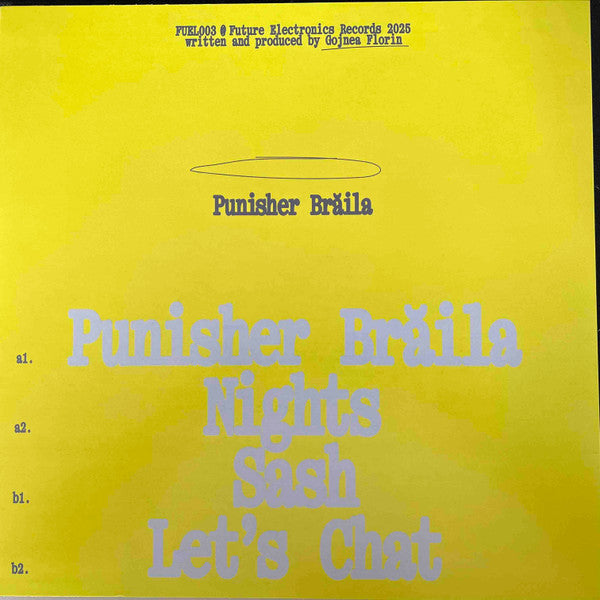 FUEL003 @ Future Electronics Records 2025
written and produced by Gojnea Florin
Punisher Brăila
a1. Punisher Brăila
a2. Nights
b1. Sash
b2. Let's Chat